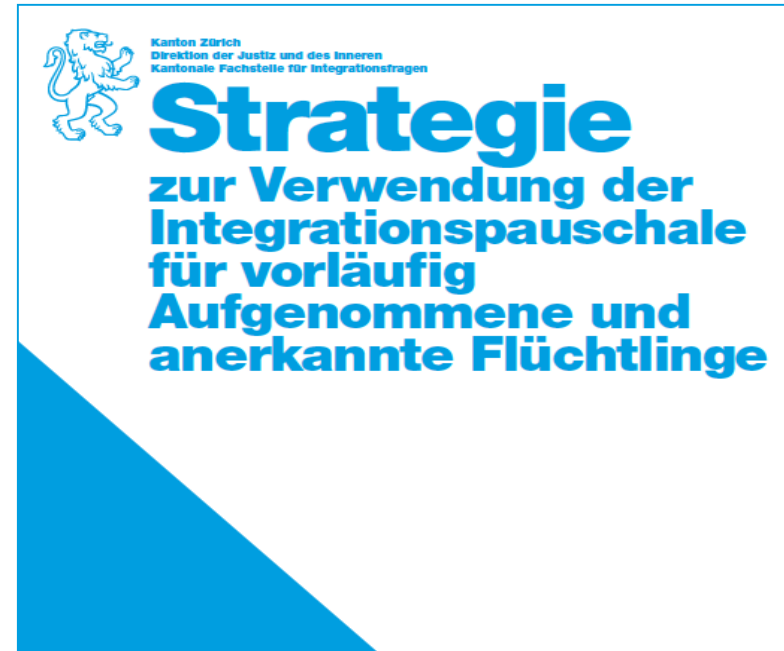 Kanton Zürich
Direktion der Justiz und des Inneren
Kantonale Fachstelle für Integrationsfragen
Strategie
zur Verwendung der
Integrationspauschale
für vorläufig
Aufgenommene und
anerkannte Flüchtlinge